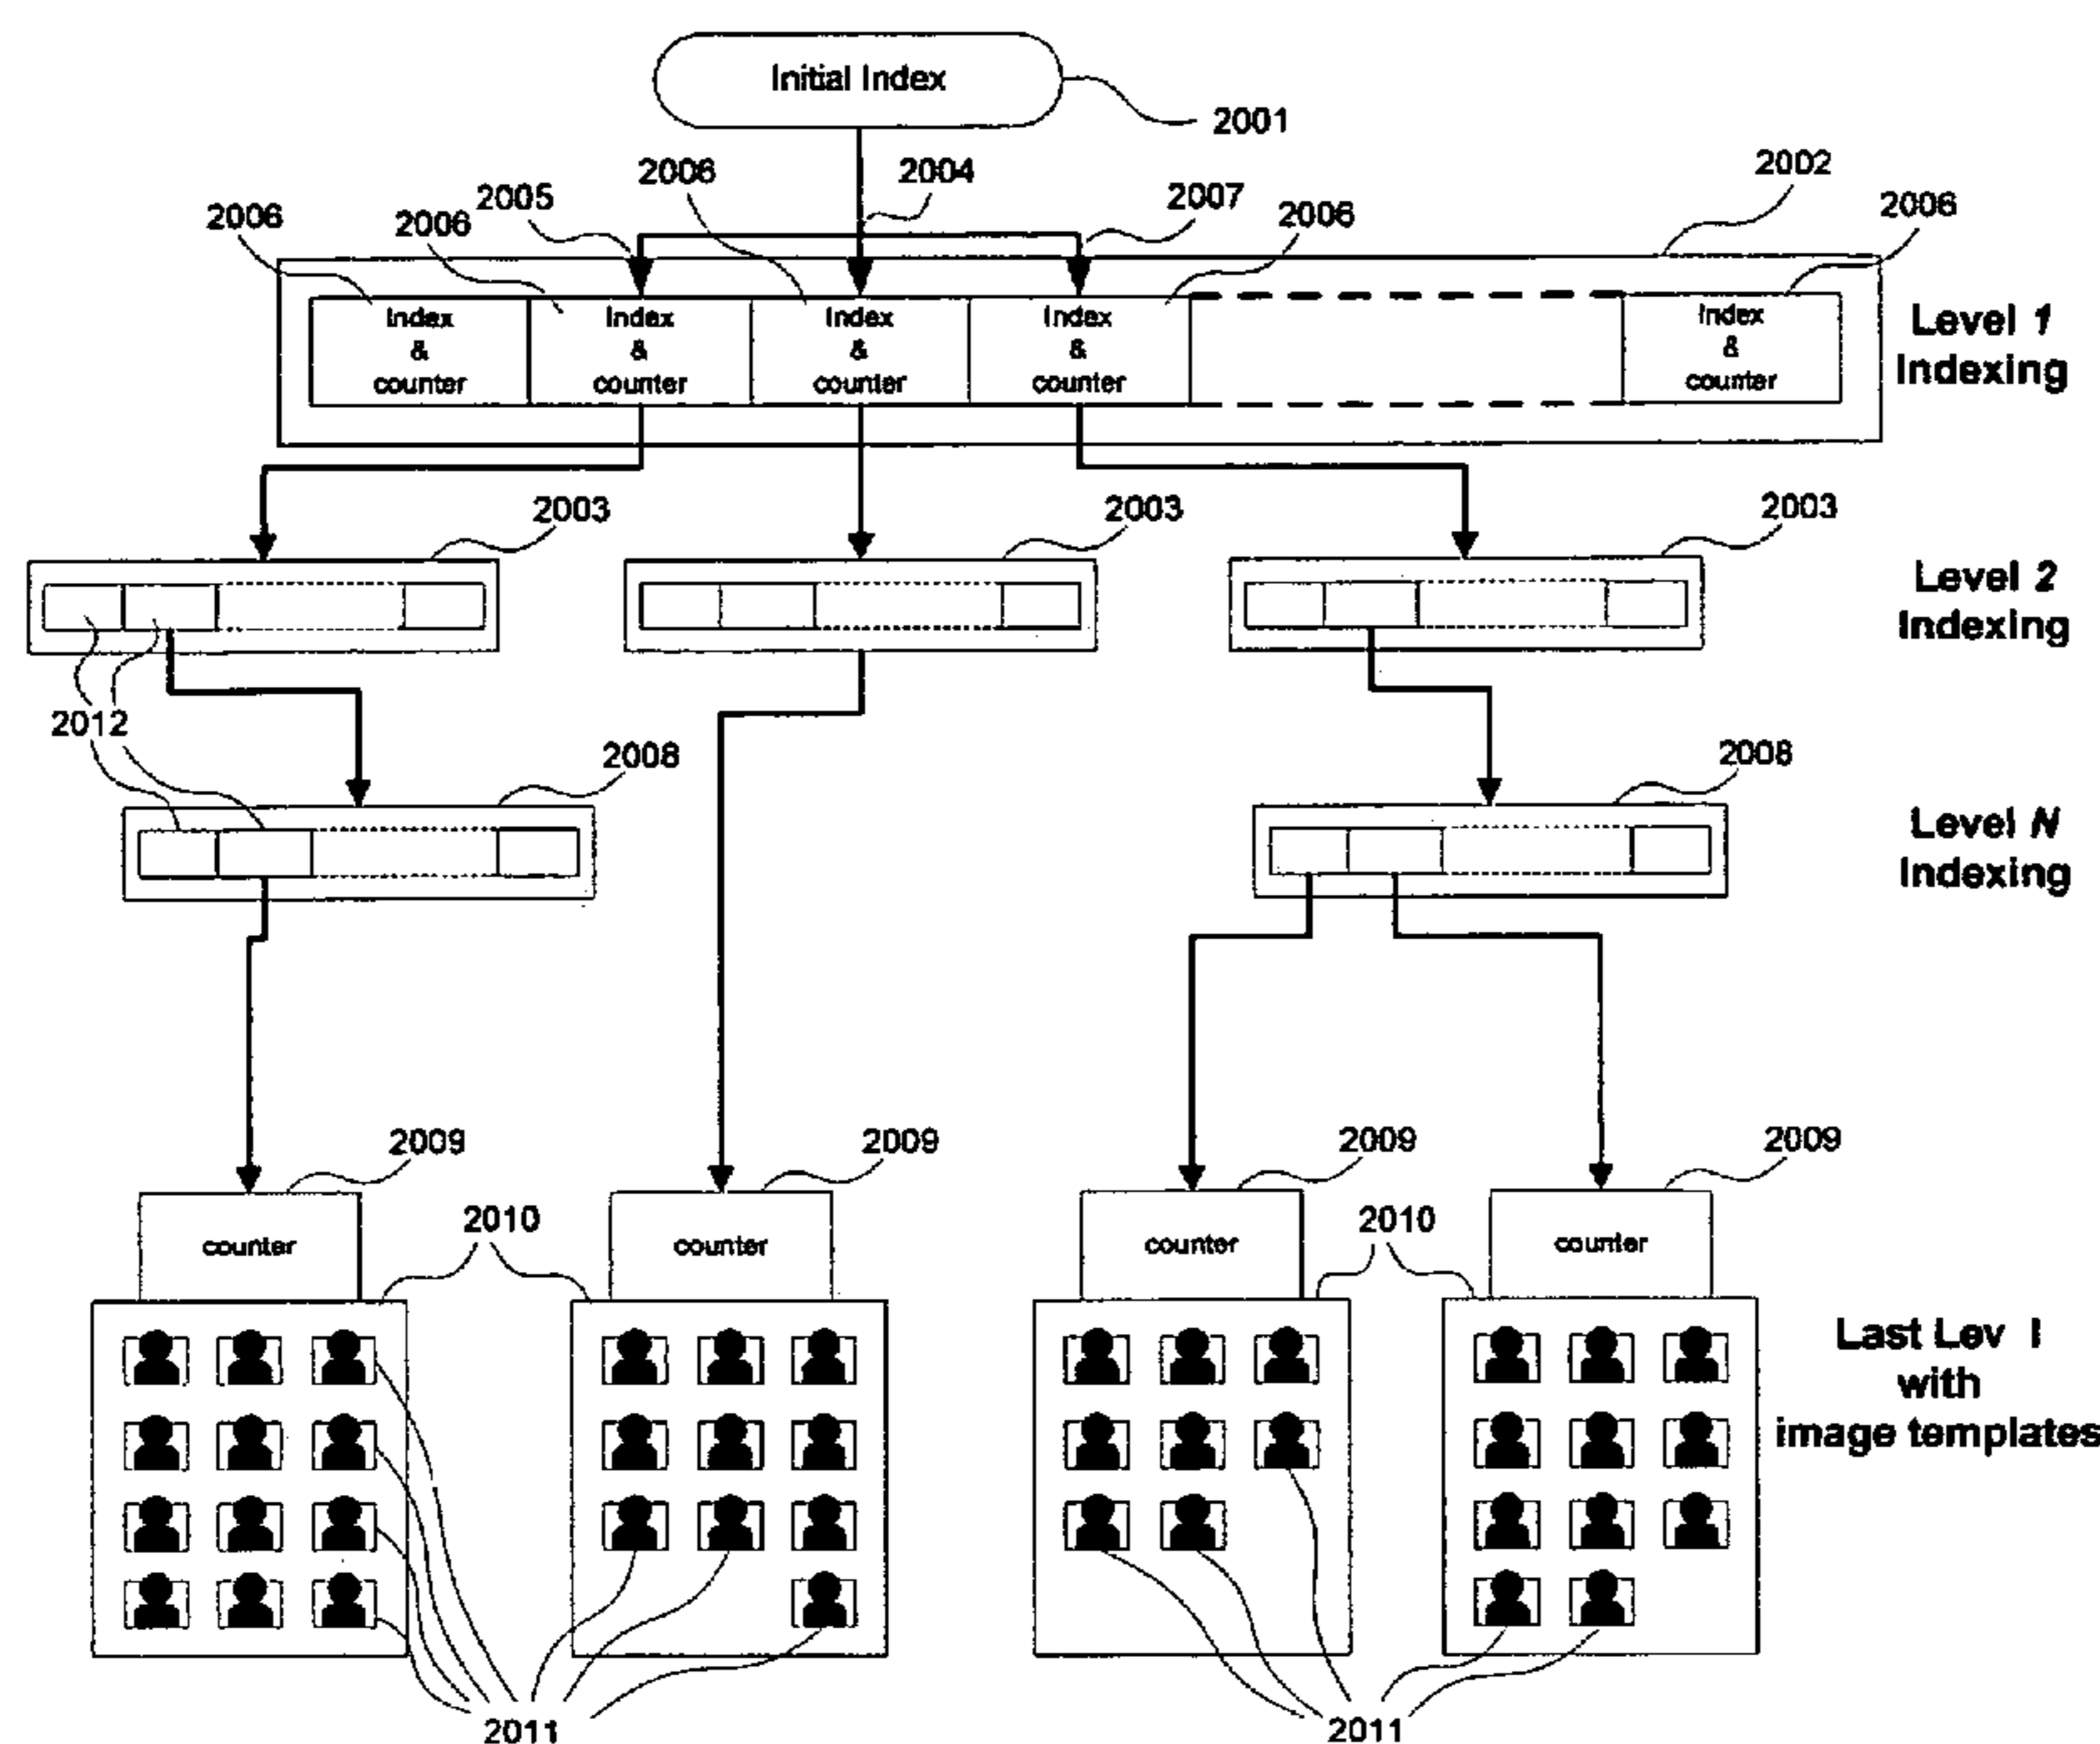 Initial Index
2001
2006
2004
2002
2005
2007
2006
2006
2006
2006
Index
&
counter
Index
&
counter
Index
&
counter
Index
&
counter
Index
&
counter
Level 1
Indexing
2003
2003
2003
Level 2
Indexing
2012
2008
2008
Level N
Indexing
2009
2009
2009
2009
counter
2010
counter
counter
2010
counter
Last Lev l
with
image templates
2011
2011